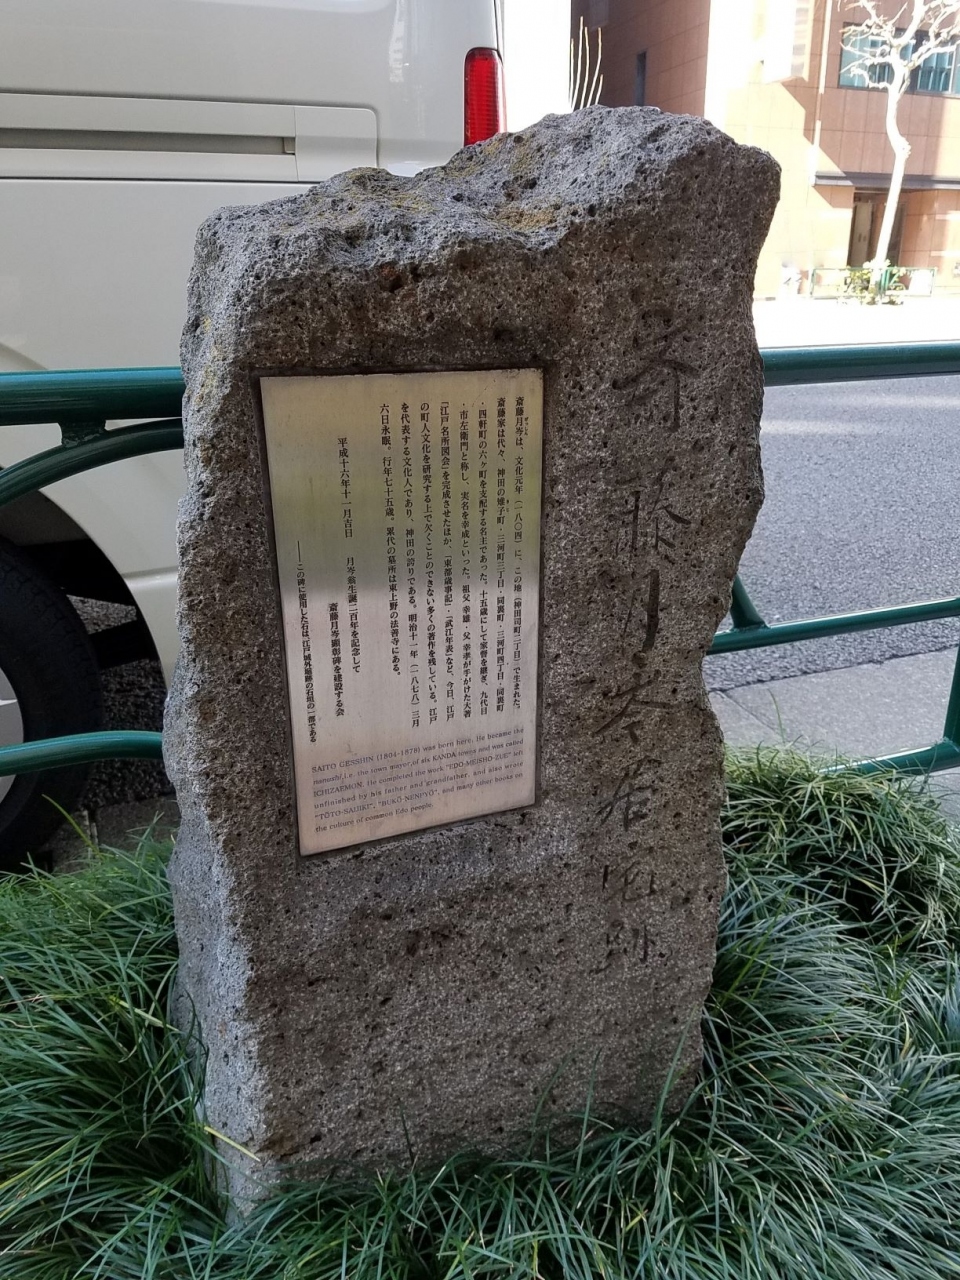 斎藤月岑居宅跡
斎藤月岑は、文化元年(一八〇四)に、この地(神田司町二丁目)で生まれた。
斎藤家は代々、神田の雉子町・三河町三丁目・同裏町・三河町四丁目・同裏町
・四軒町の六ヶ町を支配する名主であった。十五歳にして家督を継ぎ、九代目
・市左衛門と称し、実名を幸成といった。祖父 幸雄・父 幸孝が手がけた大著
「江戸名所図会」を完成させたほか、「東都歳事記」・「武江年表」など、今日、江戸
の町人文化を研究する上で欠くことのできない多くの著作を残している。江戸
を代表する文化人であり、神田の誇りである。明治十一年(一八七八)三月
六日永眠。行年七十五歳。累代の墓所は東上野の法善寺にある。
平成十六年十一月吉日 月岑翁生誕二百年を記念して
斎藤月岑顕彰碑を建設する会
――この碑に使用した石は、江戸城外堀跡の石垣の一部である
SAITO GESSHIN (1804-1878) was born here. He became the
nanushi,i.e. the town mayor,of six KANDA towns and was called
ICHIZAEMON. He completed the work "EDO-MEISHO-ZUE" left
unfinished by his father and grandfather, and also wrote
"TŌTO-SAIJIKI", "BUKŌ-NENPYŌ", and many other books on
the culture of common Edo people.